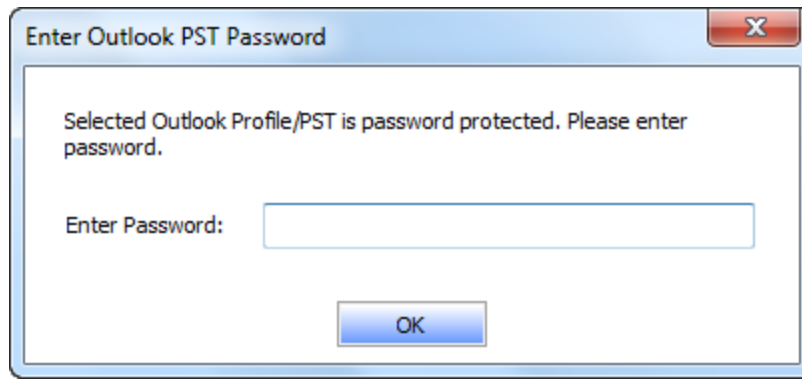 Enter Outlook PST Password
Selected Outlook Profile/PST is password protected. Please enter
password.
Enter Password:
OK